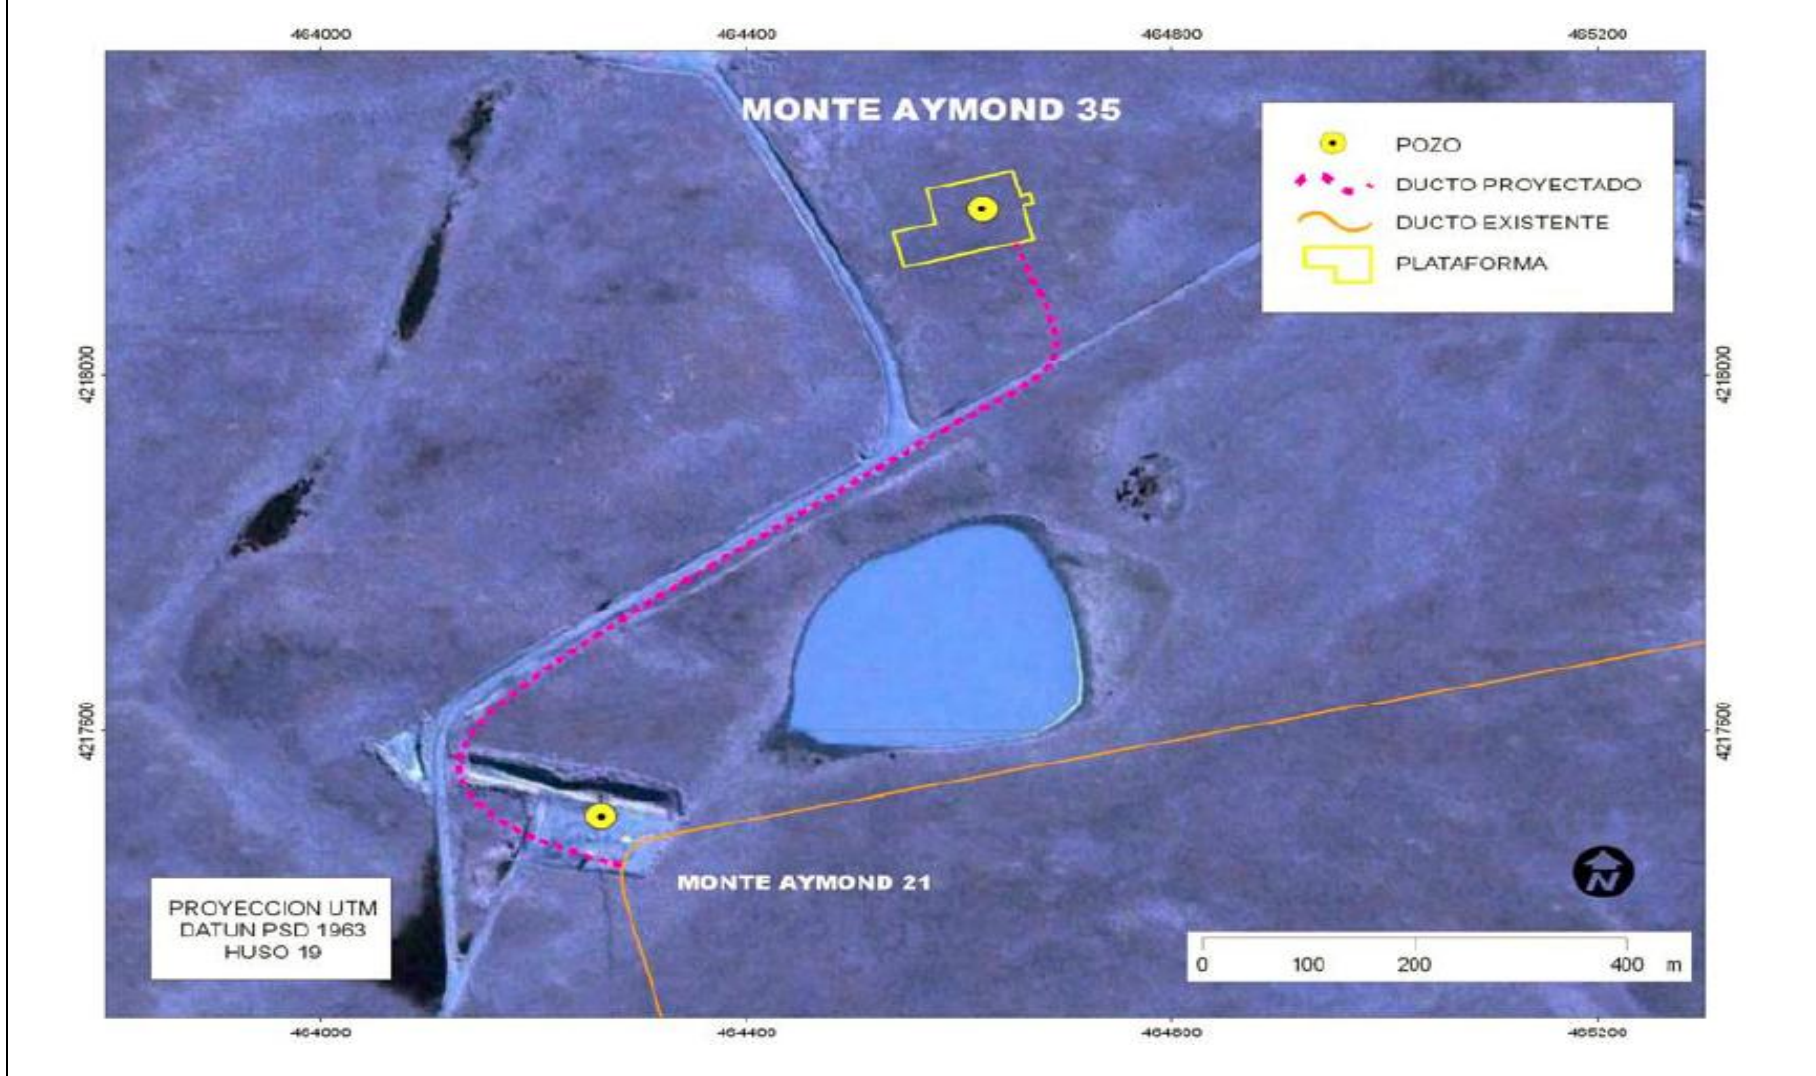 464000 464400 464800 465200
MONTE AYMOND 35
POZO
DUCTO PROYECTADO
DUCTO EXISTENTE
PLATAFORMA
4218000 4218000
4217600 4217600
MONTE AYMOND 21
N
PROYECCION UTM
DATUN PSD 1963
HUSO 19
0 100 200 400 m
464000 464400 464800 465200